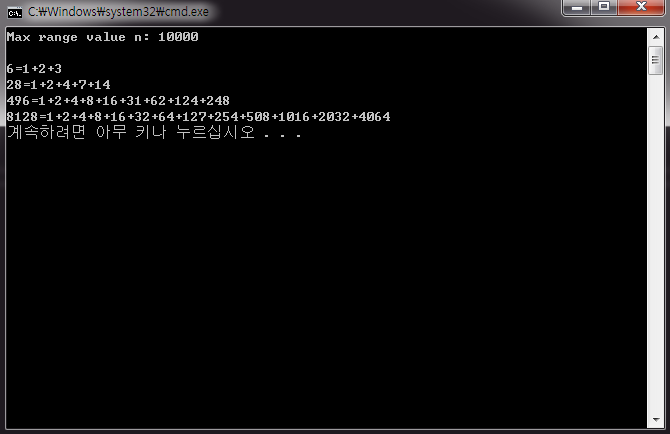 C:₩Windows₩system32₩cmd.exe
Max range value n: 10000
6=1+2+3
28=1+2+4+7+14
496=1+2+4+8+16+31+62+124+248
8128=1+2+4+8+16+32+64+127+254+508+1016+2032+4064
계속하려면 아무 키나 누르십시오 . . .